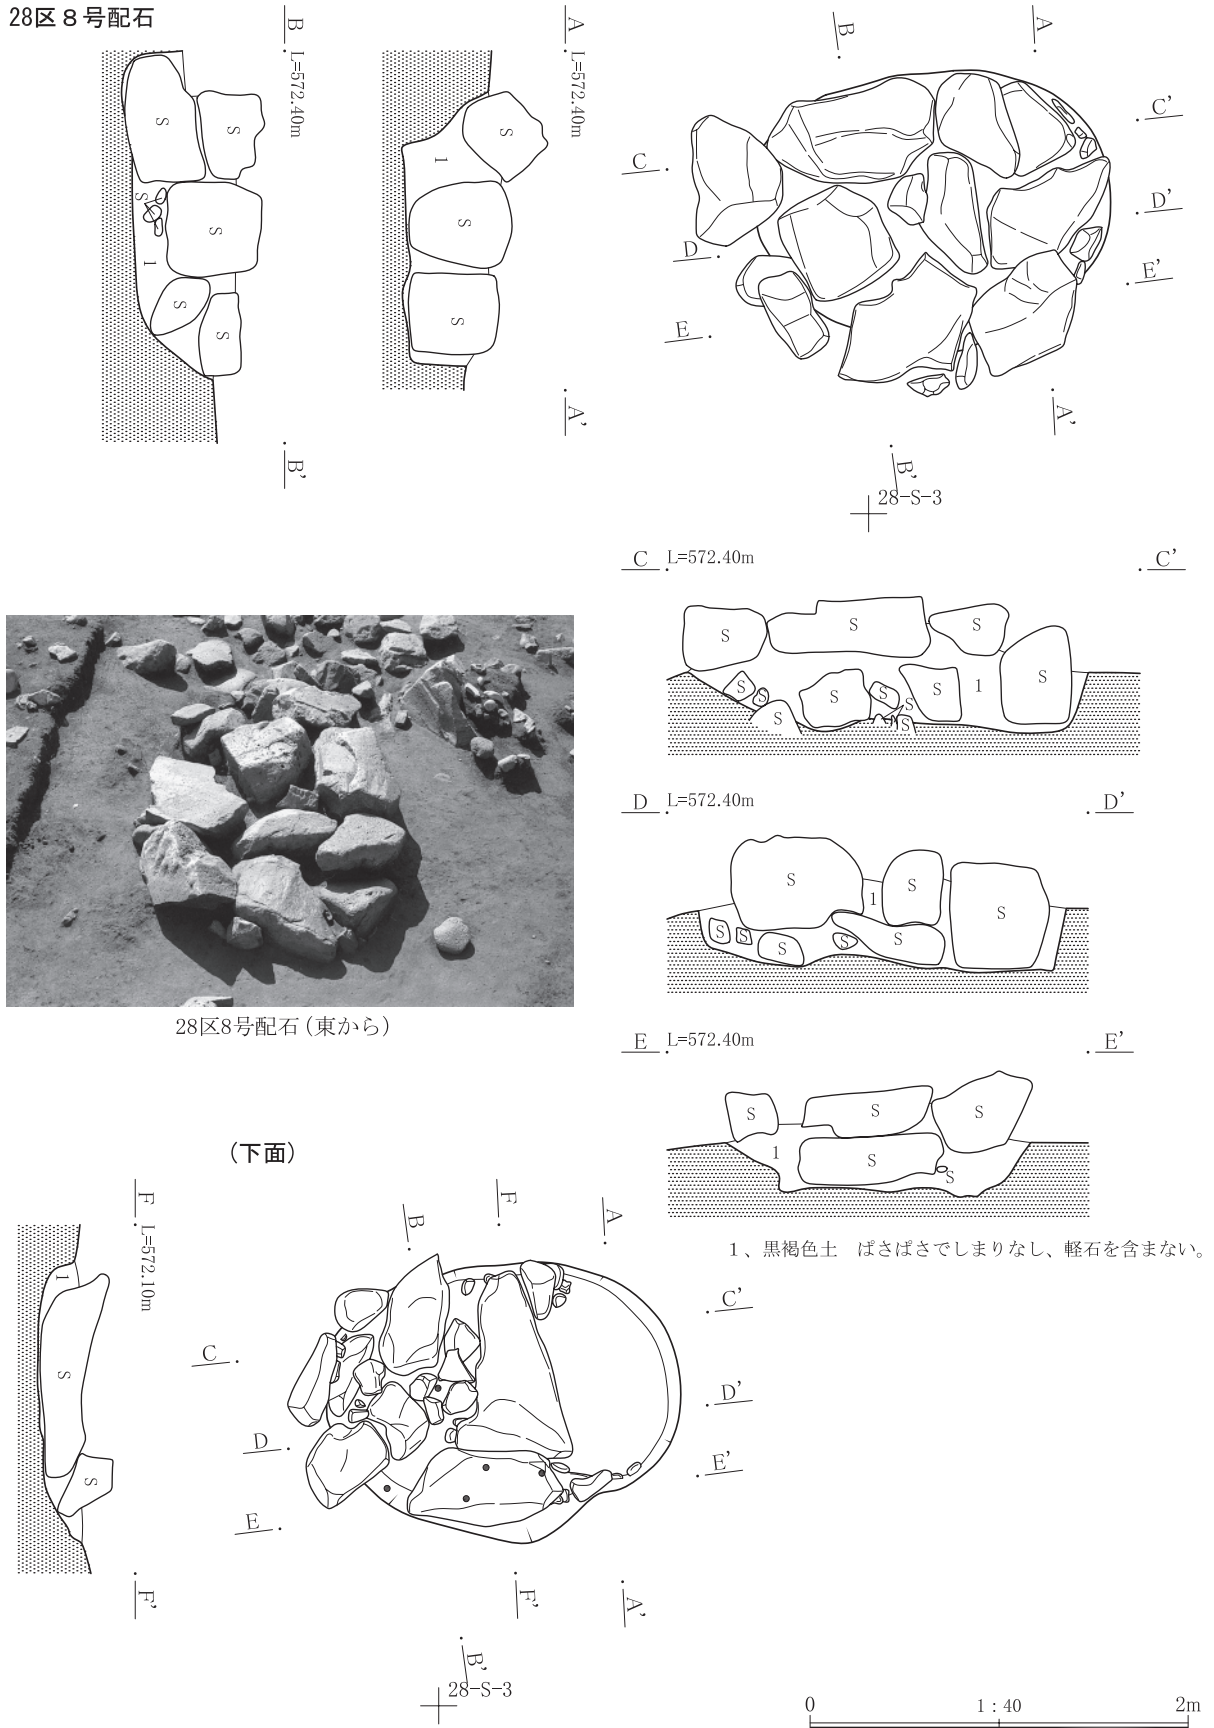 28区８号配石
B
L=572.40m
B'
A
L=572.40m
A'
S
S
S
S
S
S
1
S
S
S
1
B
A
C
C'
D
D'
E
E'
A'
B'
28-S-3
C
L=572.40m
C'
S
S
S
S
S
S
S
S
S
S
S
S
1
D
L=572.40m
D'
S
S
S
S
S
S
S
S
1
28区8号配石（東から）
E
L=572.40m
E'
S
S
S
S
S
1
1、黒褐色土　ぱさぱさでしまりなし、軽石を含まない。
（下面）
F
L=572.10m
F'
1
S
S
B
F
A
C
C'
D
D'
E
E'
F'
A'
B'
28-S-3
0
1：40
2m